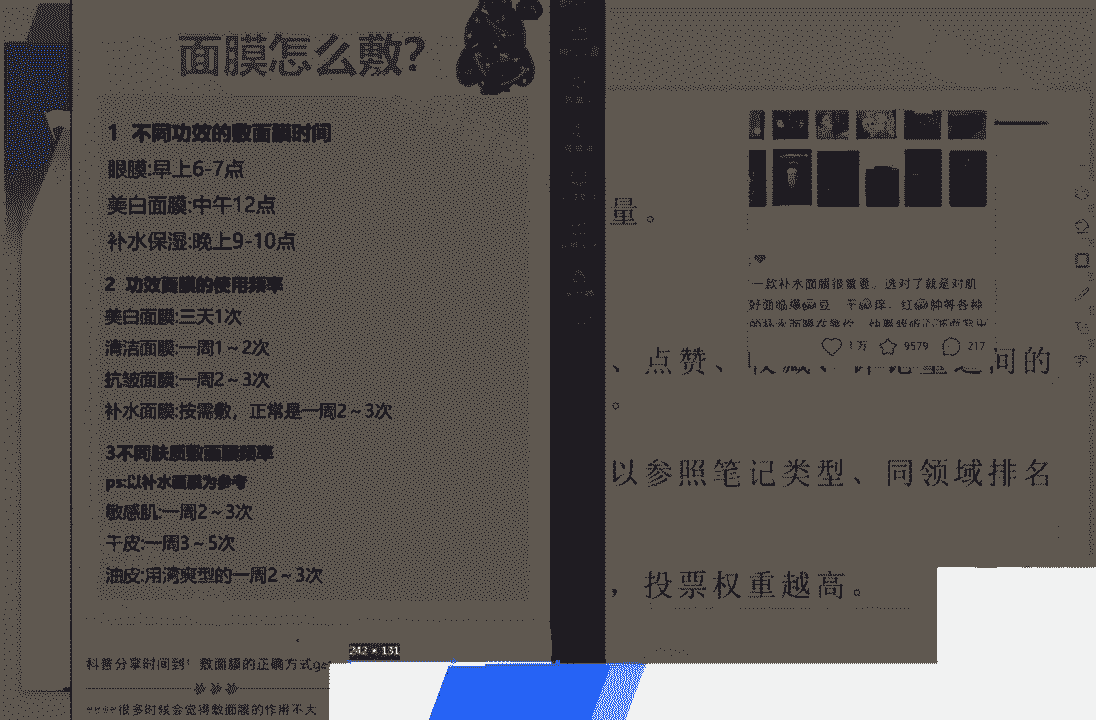 面膜怎么敷?
1 不同功效的敷面膜时间
眼膜:早上6-7点
美白面膜:中午12点
补水保湿:晚上9-10点
2 功效面膜的使用频率
美白面膜:三天1次
清洁面膜:一周1~2次
抗皱面膜:一周2~3次
补水面膜:按需敷，正常是一周2~3次
3不同肤质敷面膜频率
ps:以补水面膜为参考
敏感肌:一周2~3次
干皮:一周3~5次
油皮:用清爽型的一周2~3次
科普分享时间到！敷面膜的正确方式ge
很多时候会觉得敷面膜的作用不大
242 × 131
量。
一款补水面膜很重要，选对了就是对肌
1万 9579 217
、点赞、收藏、评论量之间的
。
以参照笔记类型、同领域排名
，投票权重越高。
字